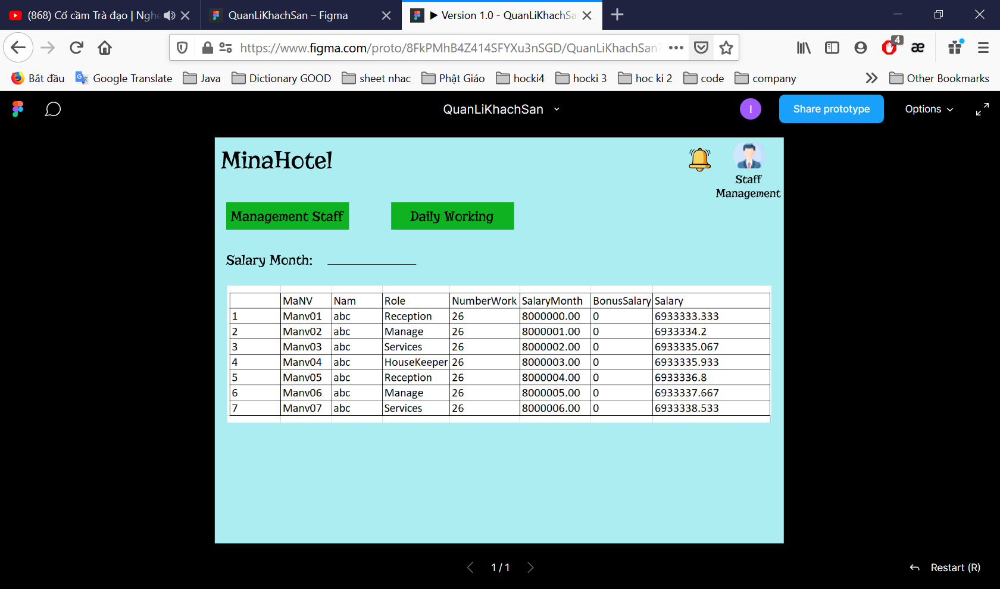 (868) Cổ cầm Trà đạo | Nghe
QuanLiKhachSan – Figma
▶ Version 1.0 - QuanLiKhachSa
https://www.figma.com/proto/8FkPMhB4Z414SFYXu3nSGD/QuanLiKhachSan?
4
æ
Bắt đầu
Google Translate
Java
Dictionary GOOD
sheet nhac
Phật Giáo
hocki4
hocki 3
hoc ki 2
code
company
Other Bookmarks
QuanLiKhachSan
I
Share prototype
Options
MinaHotel
Staff
Management
Management Staff
Daily Working
Salary Month:
MaNV Nam Role NumberWork SalaryMonth BonusSalary Salary
1 Manv01 abc Reception 26 8000000.00 0 6933333.333
2 Manv02 abc Manage 26 8000001.00 0 6933334.2
3 Manv03 abc Services 26 8000002.00 0 6933335.067
4 Manv04 abc HouseKeeper 26 8000003.00 0 6933335.933
5 Manv05 abc Reception 26 8000004.00 0 6933336.8
6 Manv06 abc Manage 26 8000005.00 0 6933337.667
7 Manv07 abc Services 26 8000006.00 0 6933338.533
1 / 1
Restart (R)